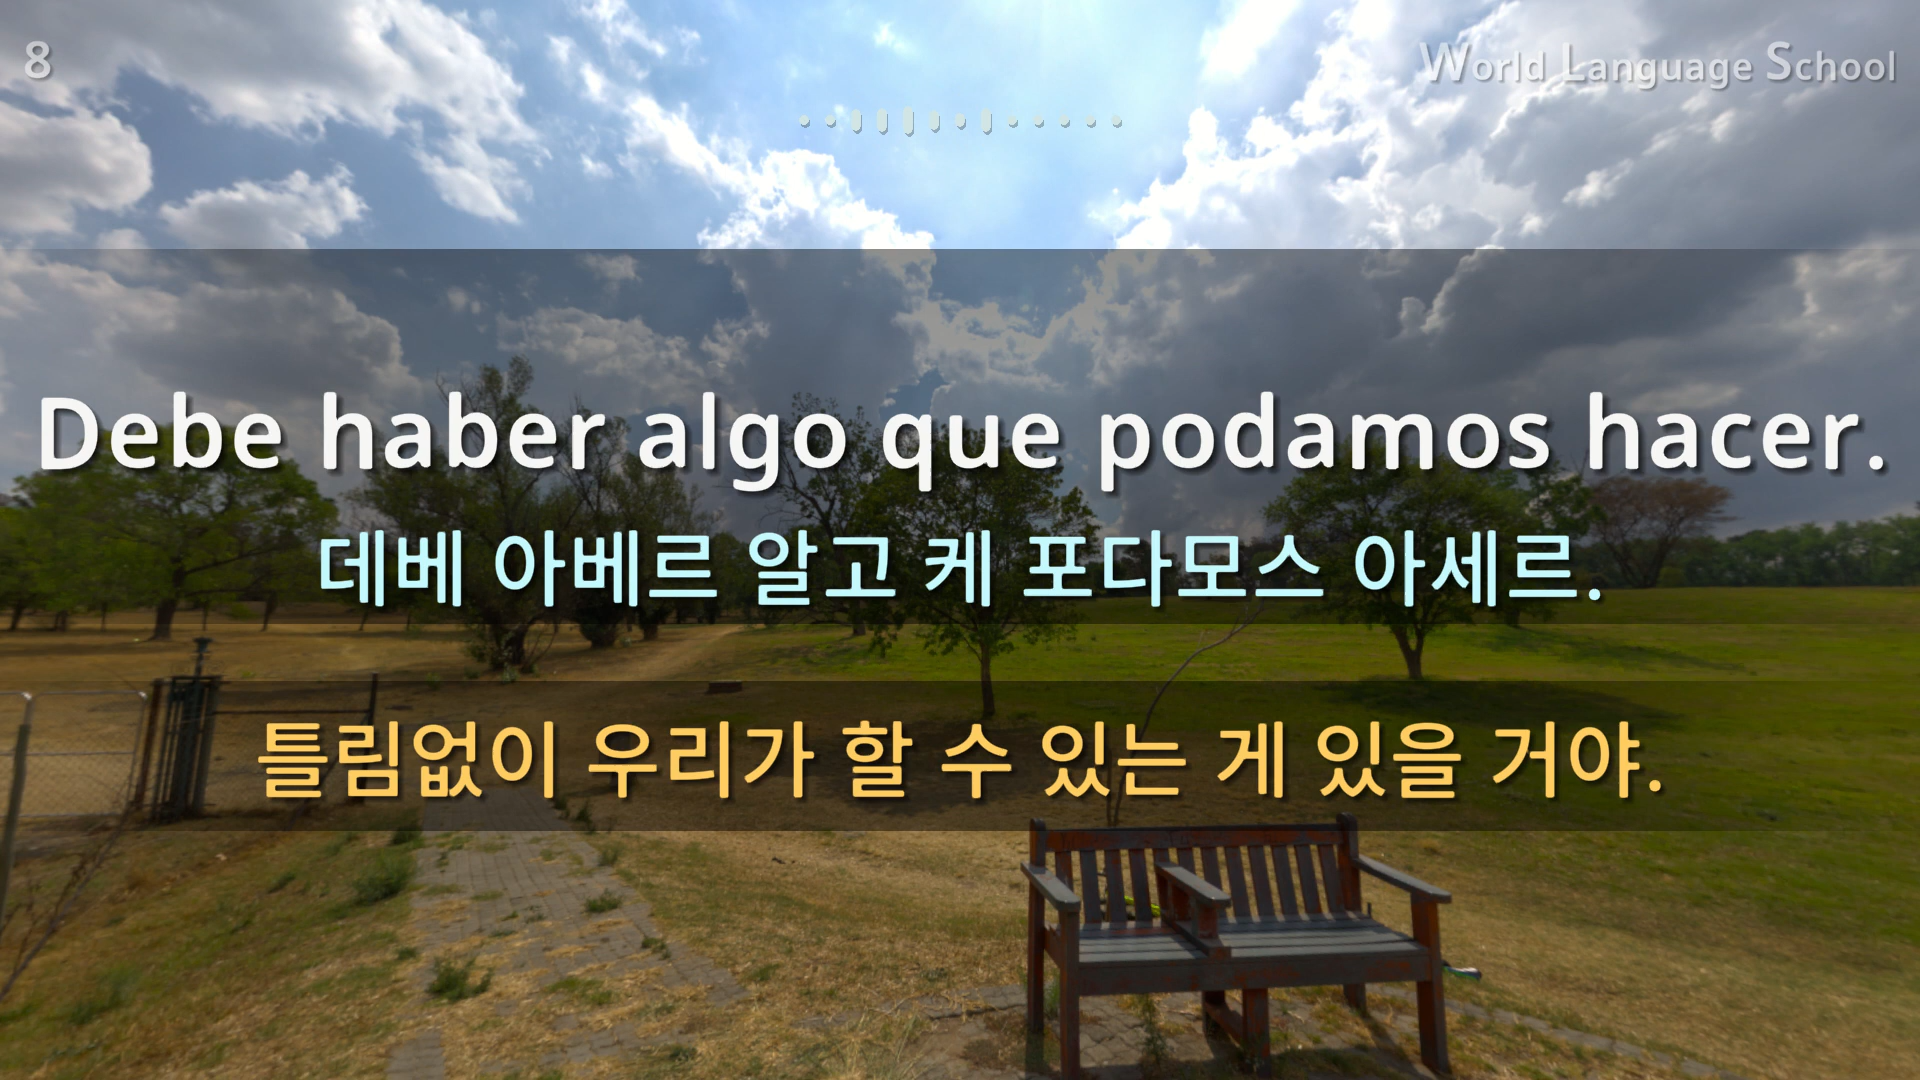 8
World Language School
Debe haber algo que podamos hacer.
데베 아베르 알고 케 포다모스 아세르.
틀림없이 우리가 할 수 있는 게 있을 거야.